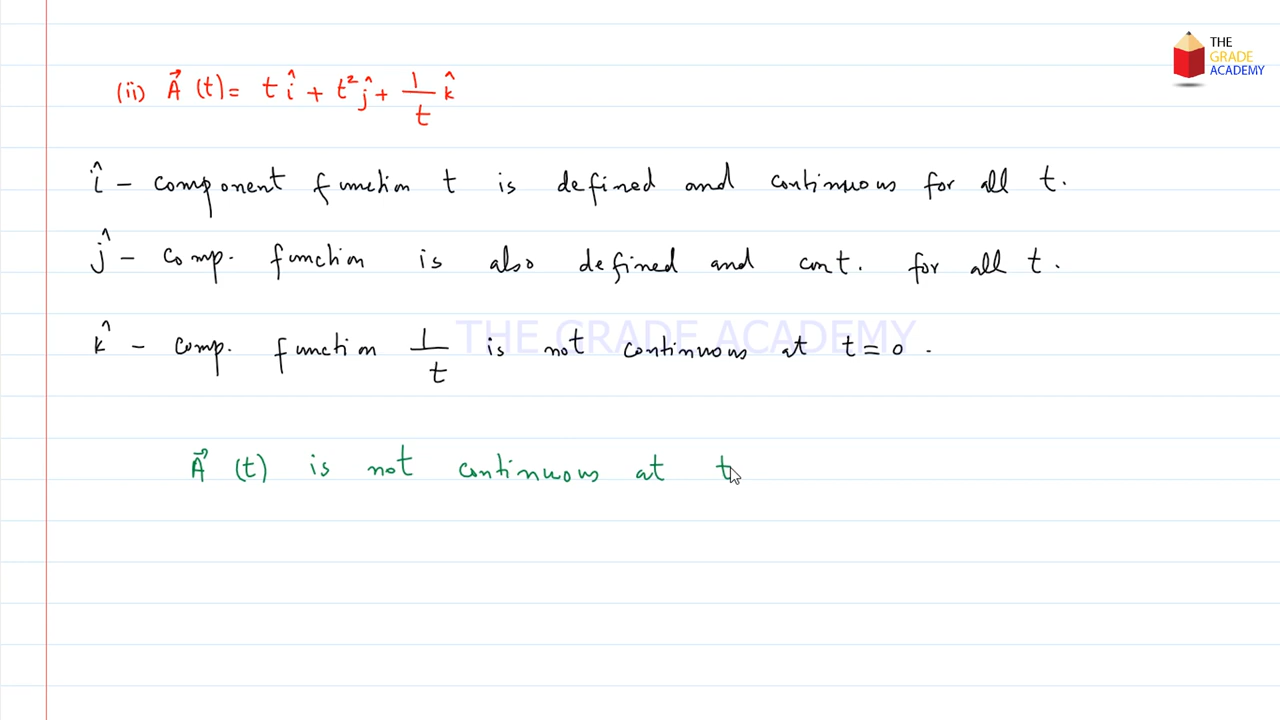 THE
GRADE
ACADEMY
(ii) A⃗ (t) = t î + t² ĵ + 1/t k̂
î - component function t is defined and continuous for all t.
ĵ - comp. function is also defined and cont. for all t.
k̂ - comp. function 1/t is not continuous at t = 0.
THE GRADE ACADEMY
A⃗ (t) is not continuous at t